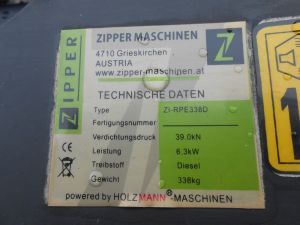 ZIPPER
ZIPPER MASCHINEN
4710 Grieskirchen
AUSTRIA
www.zipper-maschinen.at
TECHNISCHE DATEN
Type ZI-RPE338D
Fertigungsnummer
Verdichtungsdruck 39.0kN
Leistung 6,3kW
Treibstoff Diesel
Gewicht 338kg
powered by HOLZMANN®-MASCHINEN